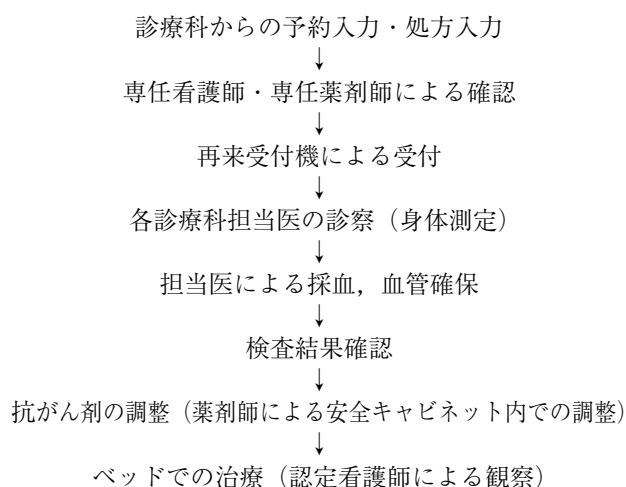 診療科からの予約入力・処方入力
↓
専任看護師・専任薬剤師による確認
↓
再来受付機による受付
↓
各診療科担当医の診察（身体測定）
↓
担当医による採血，血管確保
↓
検査結果確認
↓
抗がん剤の調整（薬剤師による安全キャビネット内での調整）
↓
ベッドでの治療（認定看護師による観察）